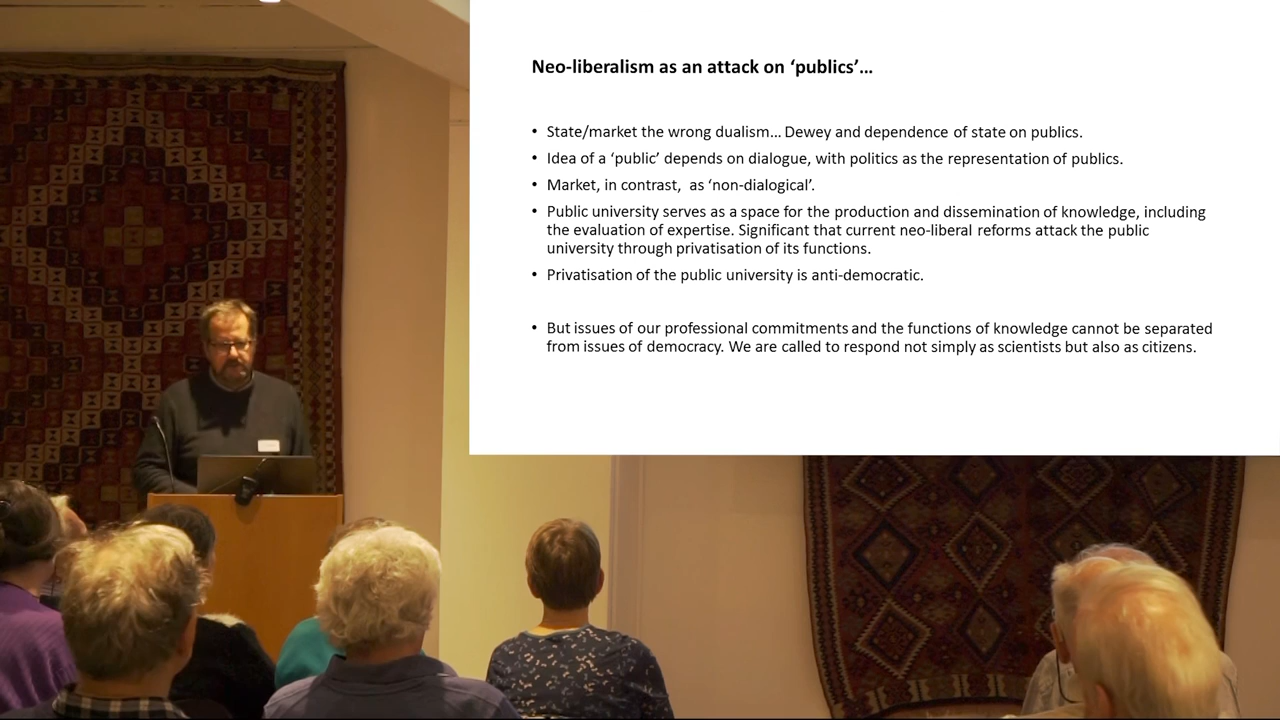 Neo-liberalism as an attack on ‘publics’…
• State/market the wrong dualism… Dewey and dependence of state on publics.
• Idea of a ‘public’ depends on dialogue, with politics as the representation of publics.
• Market, in contrast,  as ‘non-dialogical’.
• Public university serves as a space for the production and dissemination of knowledge, including
the evaluation of expertise. Significant that current neo-liberal reforms attack the public
university through privatisation of its functions.
• Privatisation of the public university is anti-democratic.
• But issues of our professional commitments and the functions of knowledge cannot be separated
from issues of democracy. We are called to respond not simply as scientists but also as citizens.